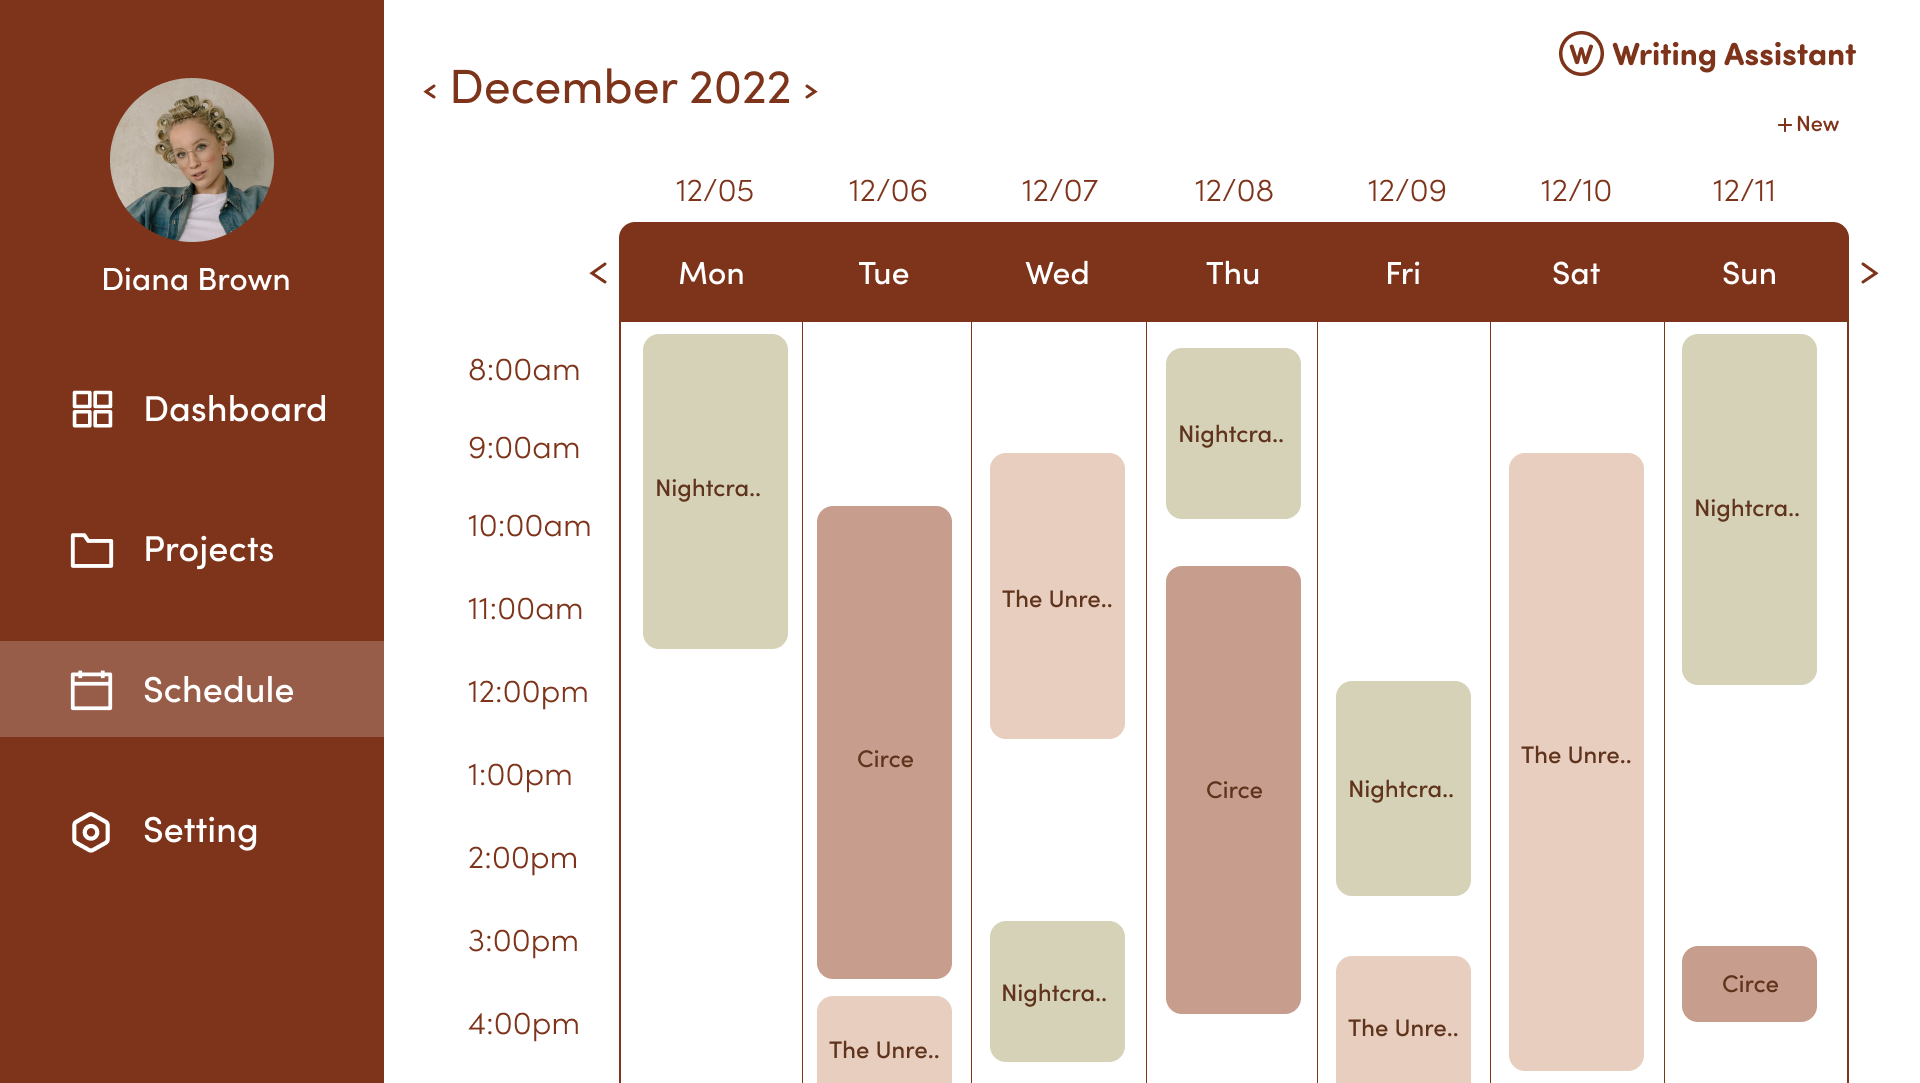 Diana Brown
Dashboard
Projects
Schedule
Setting
< December 2022 >
W Writing Assistant
+ New
12/05 12/06 12/07 12/08 12/09 12/10 12/11
< Mon Tue Wed Thu Fri Sat Sun >
8:00am
9:00am
10:00am
11:00am
12:00pm
1:00pm
2:00pm
3:00pm
4:00pm
Nightcra..
Circe
The Unre..
The Unre..
Nightcra..
Nightcra..
Circe
Nightcra..
The Unre..
The Unre..
Nightcra..
Circe